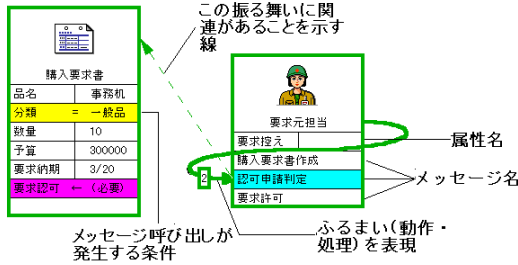 この振る舞いに関
連があることを示す
線
購入要求書
品名 事務机
分類 = 一般品
数量 10
予算 300000
要求納期 3/20
要求認可 ← (必要)
要求元担当
要求控え
購入要求書作成
認可申請判定
要求許可
2
属性名
メッセージ名
メッセージ呼び出しが
発生する条件
ふるまい(動作・
処理)を表現